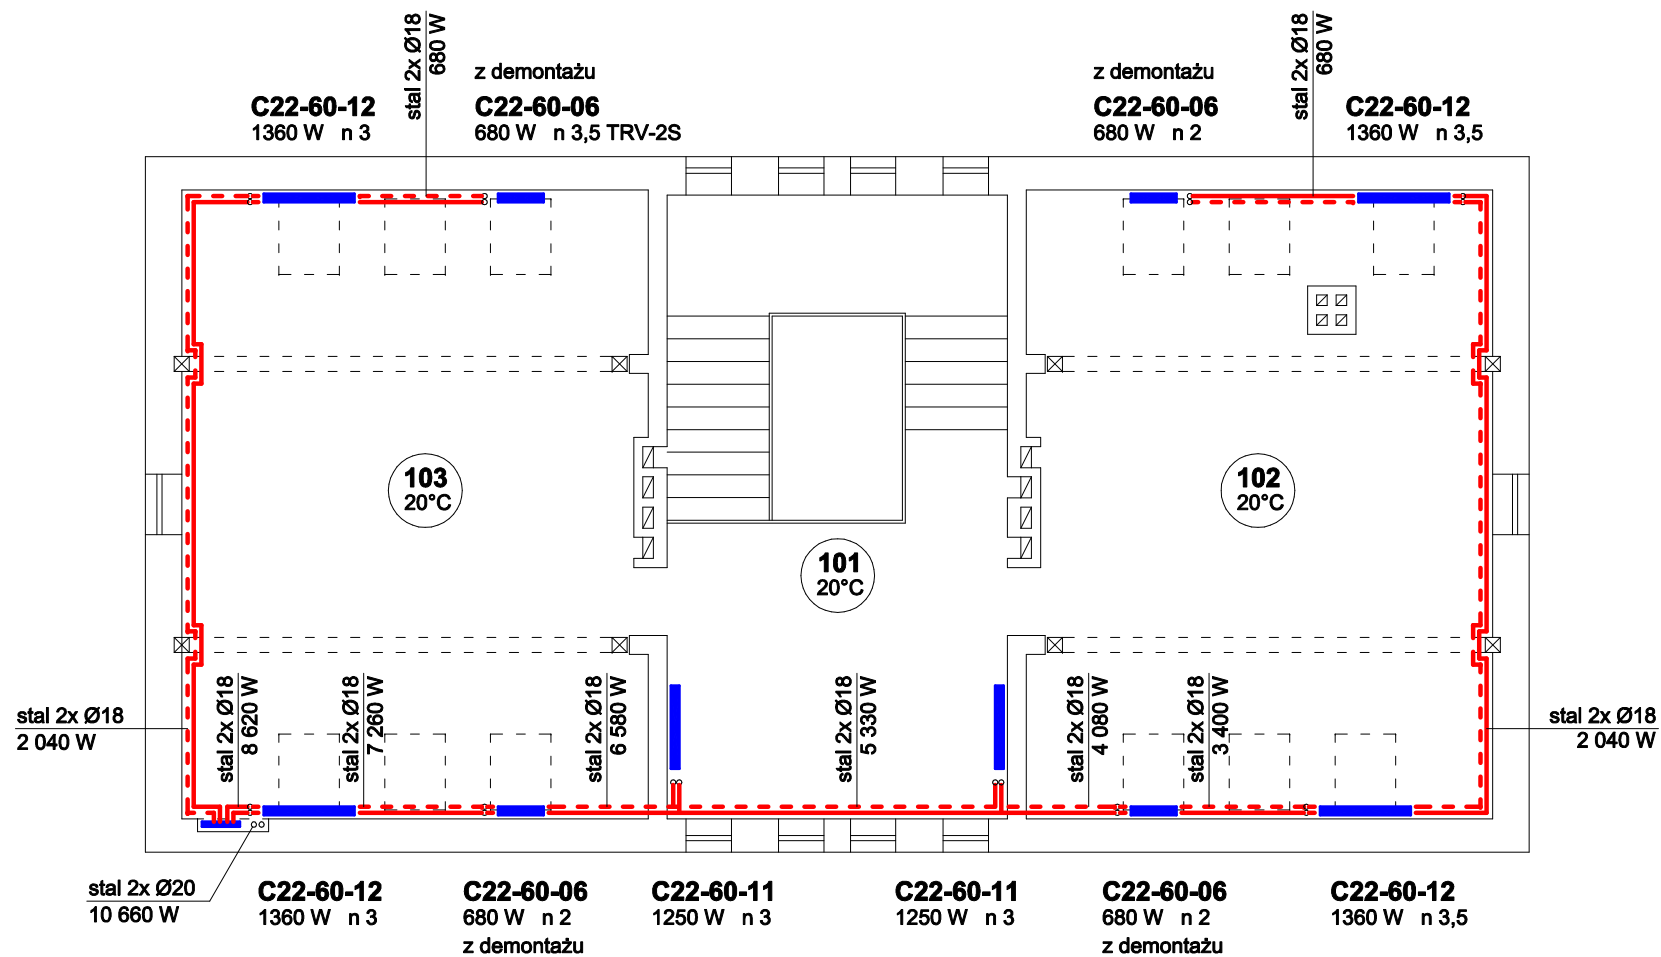 stal 2x Ø18
680 W
z demontażu
C22-60-12
1360 W n 3
C22-60-06
680 W n 3,5 TRV-2S
stal 2x Ø18
680 W
z demontażu
C22-60-06
680 W n 2
C22-60-12
1360 W n 3,5
103
20°C
102
20°C
101
20°C
stal 2x Ø18
2 040 W
stal 2x Ø18
8 620 W
stal 2x Ø18
7 260 W
stal 2x Ø18
6 580 W
stal 2x Ø18
5 330 W
stal 2x Ø18
4 080 W
stal 2x Ø18
3 400 W
stal 2x Ø18
2 040 W
stal 2x Ø20
10 660 W
C22-60-12
1360 W n 3
C22-60-06
680 W n 2
z demontażu
C22-60-11
1250 W n 3
C22-60-11
1250 W n 3
C22-60-06
680 W n 2
z demontażu
C22-60-12
1360 W n 3,5